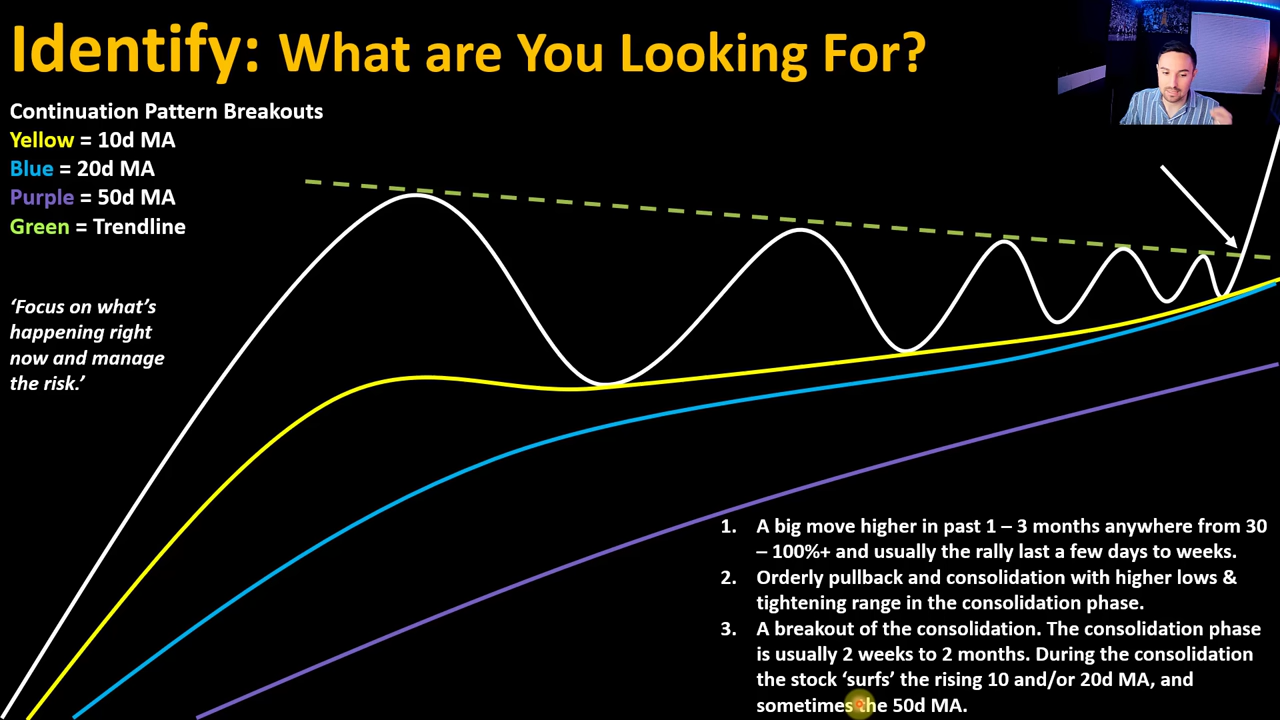 Identify: What are You Looking For?
Continuation Pattern Breakouts
Yellow = 10d MA
Blue = 20d MA
Purple = 50d MA
Green = Trendline
‘Focus on what’s
happening right
now and manage
the risk.’
1. A big move higher in past 1 – 3 months anywhere from 30
– 100%+ and usually the rally last a few days to weeks.
2. Orderly pullback and consolidation with higher lows &
tightening range in the consolidation phase.
3. A breakout of the consolidation. The consolidation phase
is usually 2 weeks to 2 months. During the consolidation
the stock ‘surfs’ the rising 10 and/or 20d MA, and
sometimes the 50d MA.